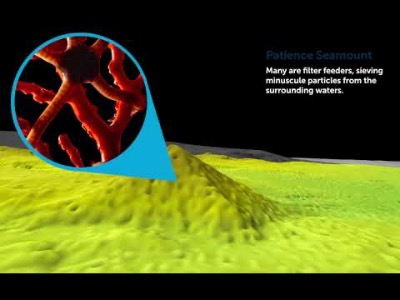 Patience Seamount
Many are filter feeders, sieving
minuscule particles from the
surrounding waters.